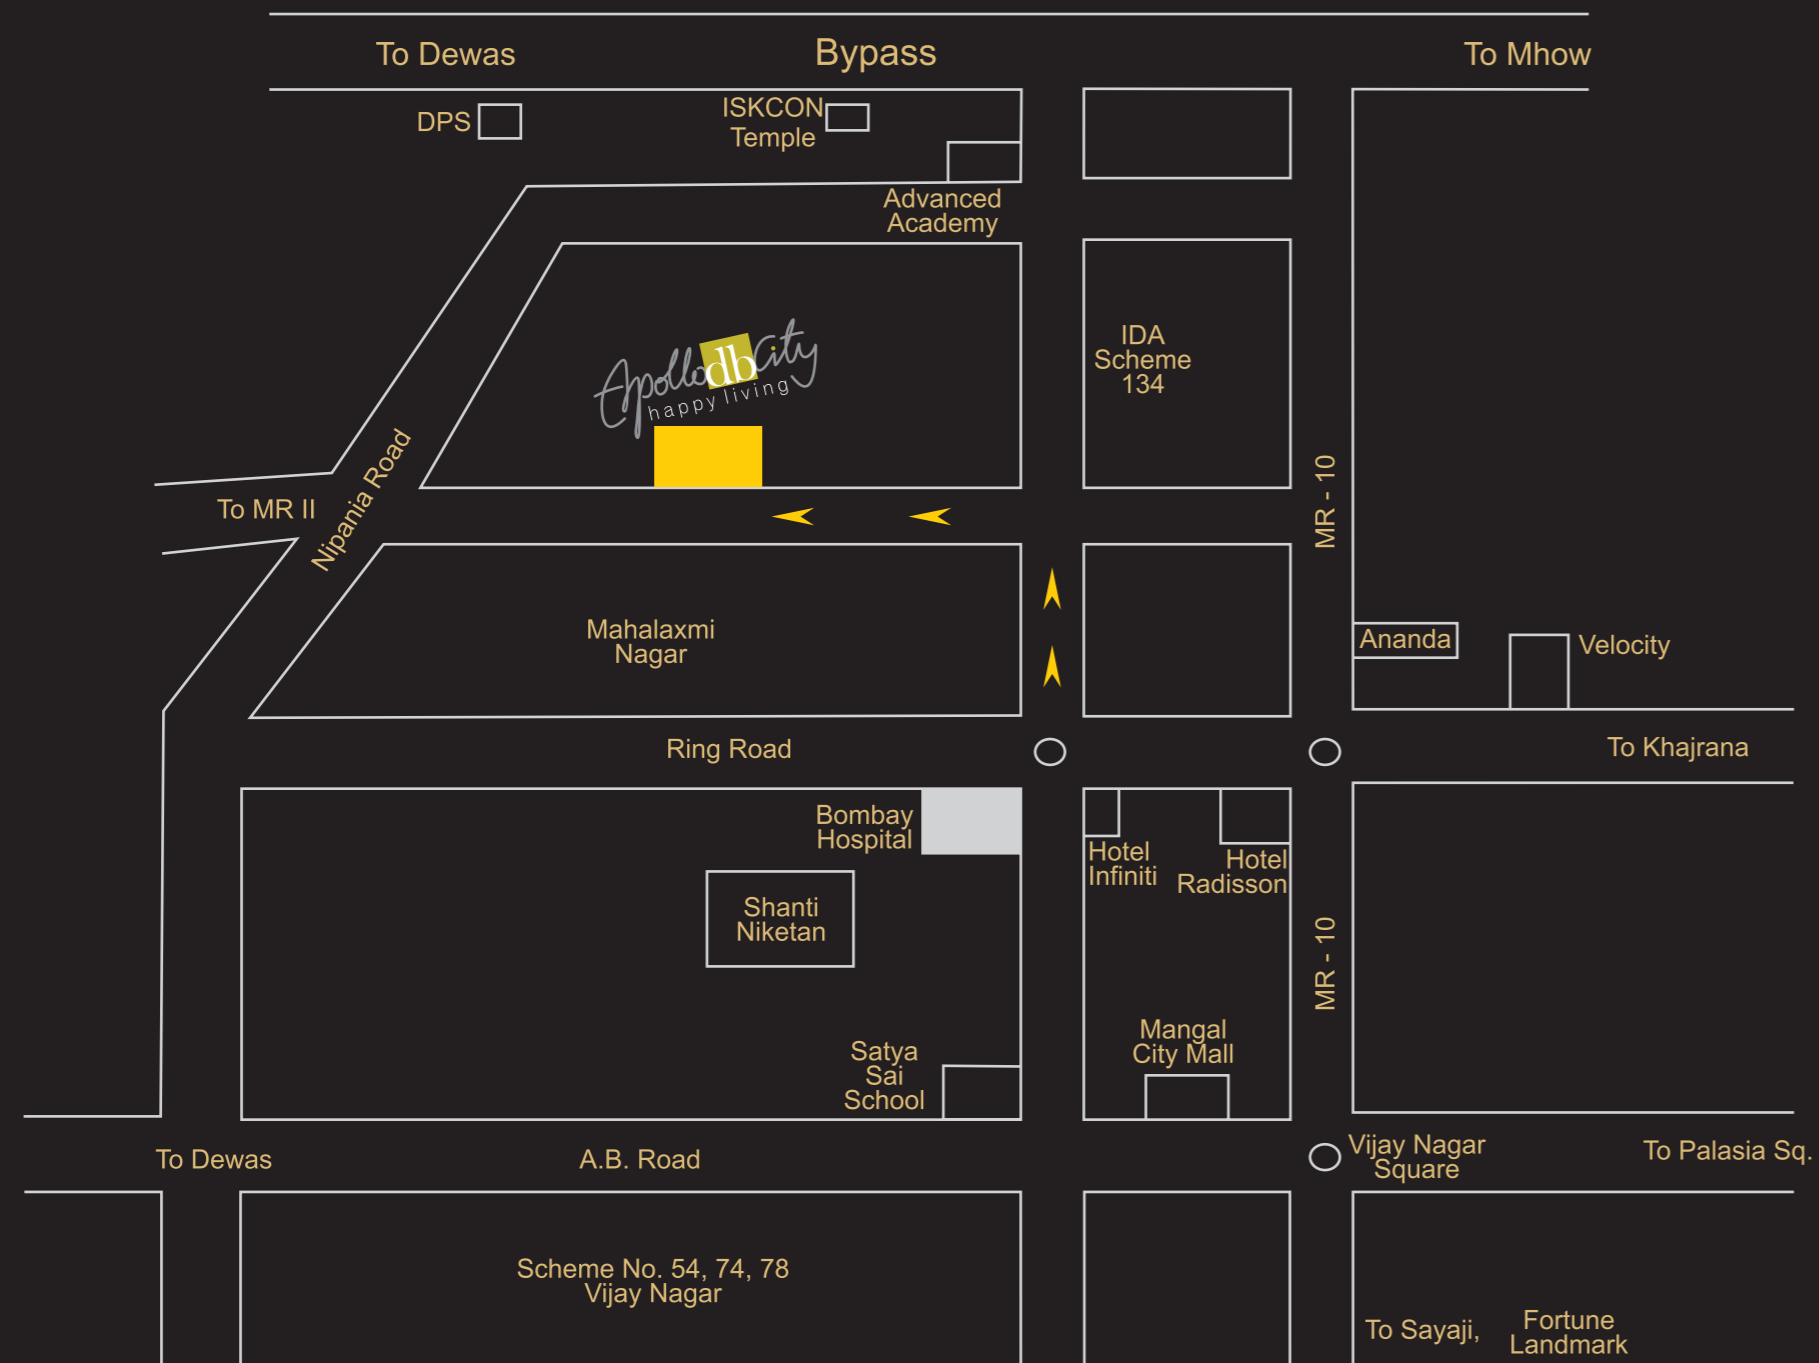 To Dewas
Bypass
To Mhow
DPS
ISKCON
Temple
Advanced
Academy
Apollo db City
happy living
IDA
Scheme
134
To MR II
Nipania Road
MR - 10
Mahalaxmi
Nagar
Ananda
Velocity
Ring Road
To Khajrana
Bombay
Hospital
Hotel
Infiniti
Hotel
Radisson
Shanti
Niketan
MR - 10
Mangal
City Mall
Satya
Sai
School
To Dewas
A.B. Road
Vijay Nagar
Square
To Palasia Sq.
Scheme No. 54, 74, 78
Vijay Nagar
To Sayaji,
Fortune
Landmark